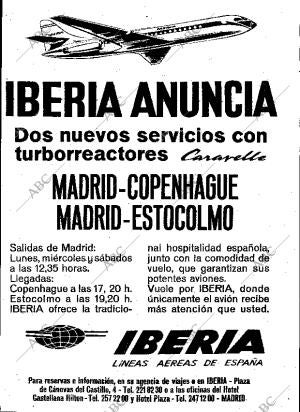 IBERIA ANUNCIA
Dos nuevos servicios con
turborreactores Caravelle
MADRID-COPENHAGUE
MADRID-ESTOCOLMO
Salidas de Madrid:
Lunes, miércoles y sábados
a las 12,35 horas.
Llegadas:
Copenhague a las 17, 20 h.
Estocolmo a las 19, 20 h.
IBERIA ofrece la tradicio-
nal hospitalidad española,
junto con la comodidad de
vuelo, que garantizan sus
potentes aviones.
Vuele por IBERIA, donde
únicamente el avión recibe
más atención que usted.
IBERIA
LINEAS AEREAS DE ESPAÑA
Para reservas e información, en su agencia de viajes o en IBERIA - Plaza
de Cánovas del Castillo, 4 - Tel. 221 82 30 o a las oficinas del Hotel
Castellana Hilton - Tel. 257 22 00 y Hotel Plaza - Tel. 247 12 00 - MADRID